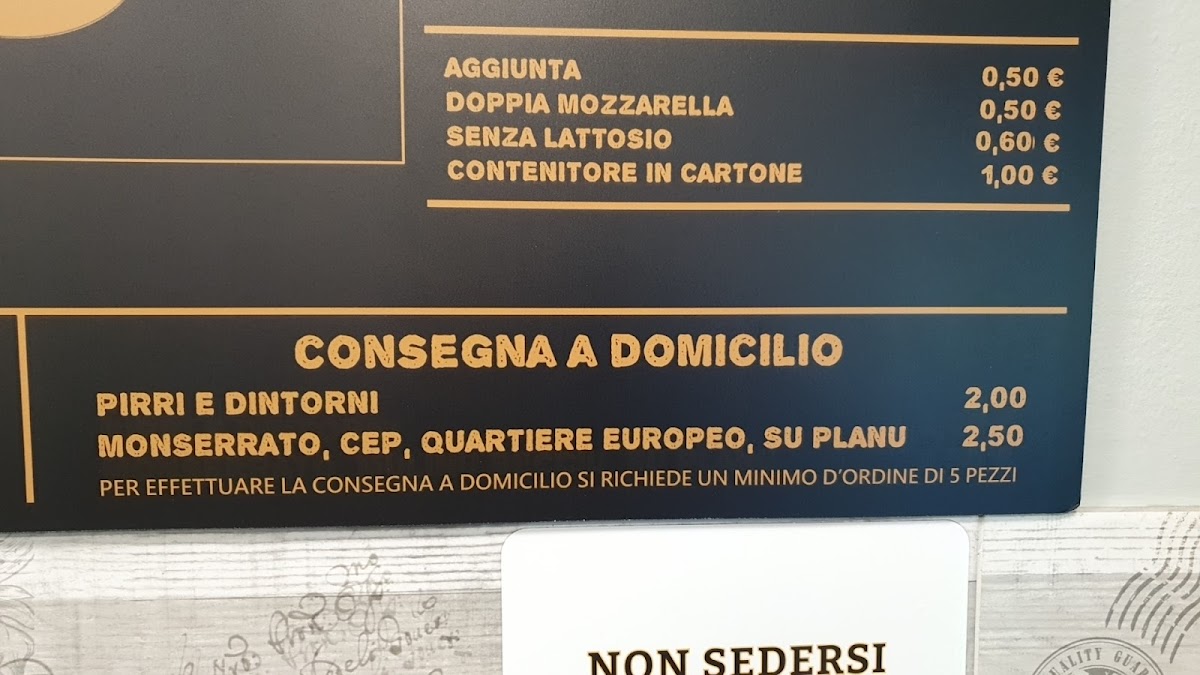 AGGIUNTA 0,50 €
DOPPIA MOZZARELLA 0,50 €
SENZA LATTOSIO 0,60 €
CONTENITORE IN CARTONE 1,00 €
CONSEGNA A DOMICILIO
PIRRI E DINTORNI 2,00
MONSERRATO, CEP, QUARTIERE EUROPEO, SU PLANU 2,50
PER EFFETTUARE LA CONSEGNA A DOMICILIO SI RICHIEDE UN MINIMO D'ORDINE DI 5 PEZZI
NON SEDERSI